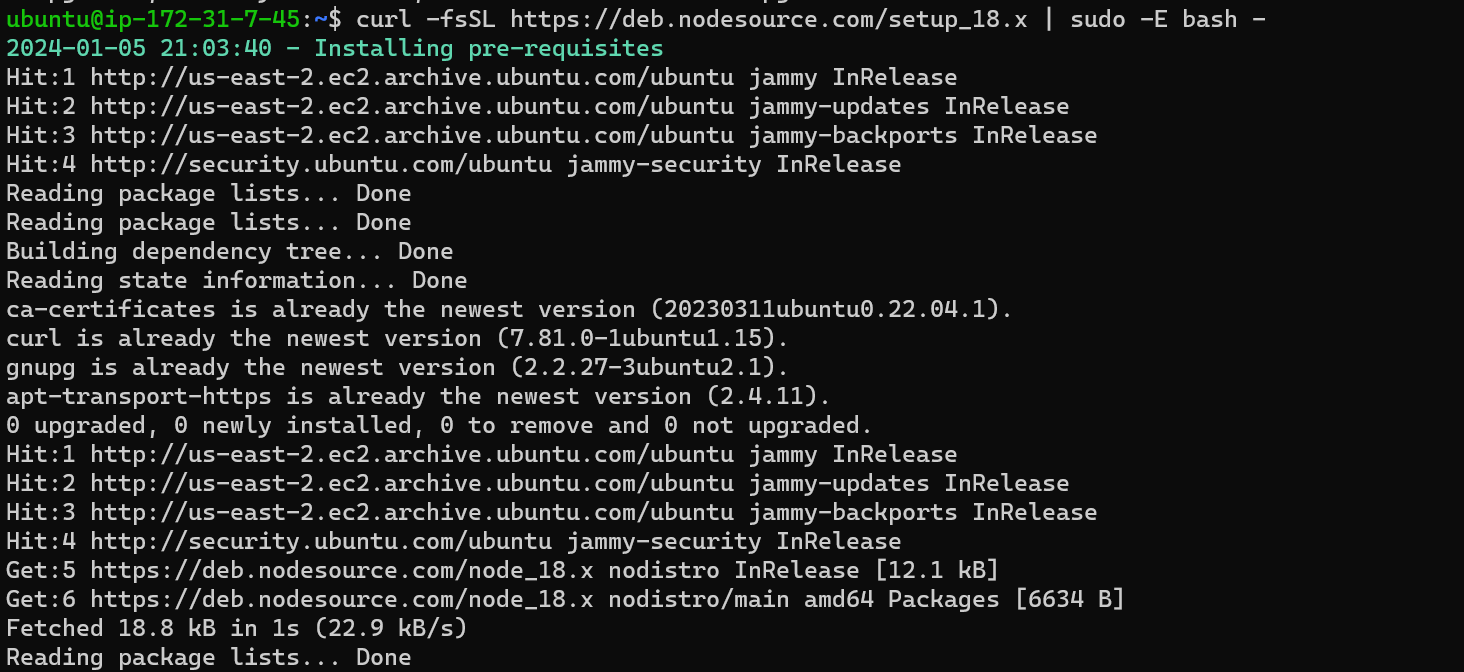 ubuntu@ip-172-31-7-45:~$ curl -fsSL https://deb.nodesource.com/setup_18.x | sudo -E bash -
2024-01-05 21:03:40 - Installing pre-requisites
Hit:1 http://us-east-2.ec2.archive.ubuntu.com/ubuntu jammy InRelease
Hit:2 http://us-east-2.ec2.archive.ubuntu.com/ubuntu jammy-updates InRelease
Hit:3 http://us-east-2.ec2.archive.ubuntu.com/ubuntu jammy-backports InRelease
Hit:4 http://security.ubuntu.com/ubuntu jammy-security InRelease
Reading package lists... Done
Reading package lists... Done
Building dependency tree... Done
Reading state information... Done
ca-certificates is already the newest version (20230311ubuntu0.22.04.1).
curl is already the newest version (7.81.0-1ubuntu1.15).
gnupg is already the newest version (2.2.27-3ubuntu2.1).
apt-transport-https is already the newest version (2.4.11).
0 upgraded, 0 newly installed, 0 to remove and 0 not upgraded.
Hit:1 http://us-east-2.ec2.archive.ubuntu.com/ubuntu jammy InRelease
Hit:2 http://us-east-2.ec2.archive.ubuntu.com/ubuntu jammy-updates InRelease
Hit:3 http://us-east-2.ec2.archive.ubuntu.com/ubuntu jammy-backports InRelease
Hit:4 http://security.ubuntu.com/ubuntu jammy-security InRelease
Get:5 https://deb.nodesource.com/node_18.x nodistro InRelease [12.1 kB]
Get:6 https://deb.nodesource.com/node_18.x nodistro/main amd64 Packages [6634 B]
Fetched 18.8 kB in 1s (22.9 kB/s)
Reading package lists... Done